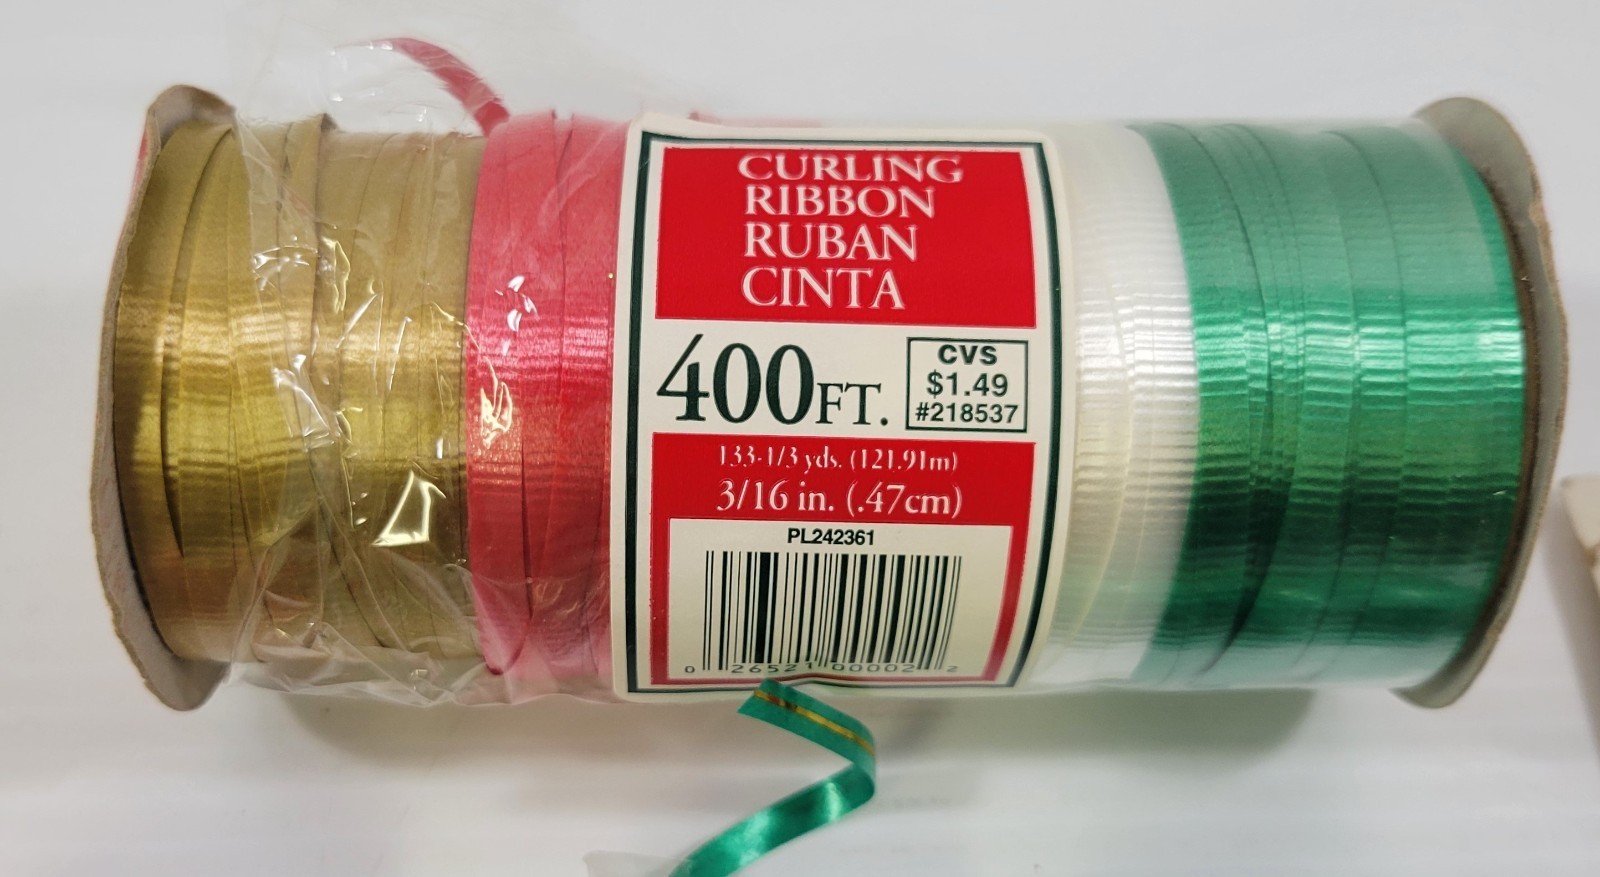 CURLING
RIBBON
RUBAN
CINTA
400FT.
CVS
$1.49
#218537
133-1/3 yds. (121.91m)
3/16 in. (.47cm)
PL242361
0 26521 00002 2